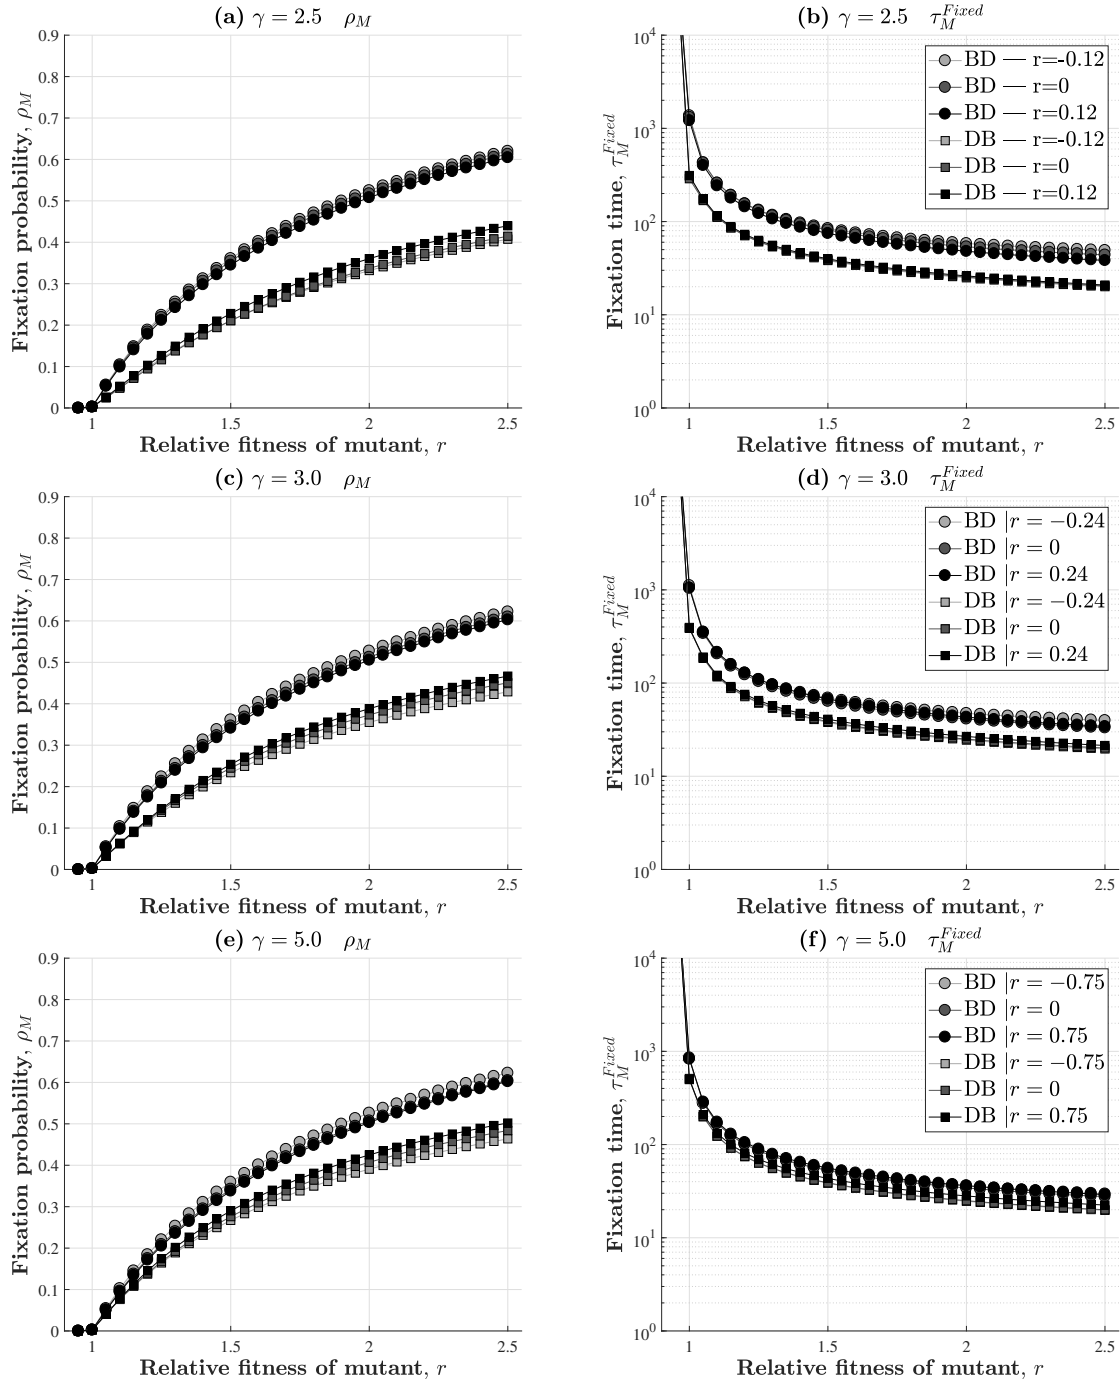 (a) γ = 2.5 ρ_M
Fixation probability, ρ_M
0.9
0.8
0.7
0.6
0.5
0.4
0.3
0.2
0.1
0
1
1.5
2
2.5
Relative fitness of mutant, r
(b) γ = 2.5 τ_M^{Fixed}
Fixation time, τ_M^{Fixed}
10^4
10^3
10^2
10^1
10^0
BD — r=-0.12
BD — r=0
BD — r=0.12
DB — r=-0.12
DB — r=0
DB — r=0.12
1
1.5
2
2.5
Relative fitness of mutant, r
(c) γ = 3.0 ρ_M
Fixation probability, ρ_M
0.9
0.8
0.7
0.6
0.5
0.4
0.3
0.2
0.1
0
1
1.5
2
2.5
Relative fitness of mutant, r
(d) γ = 3.0 τ_M^{Fixed}
Fixation time, τ_M^{Fixed}
10^4
10^3
10^2
10^1
10^0
BD |r = −0.24
BD |r = 0
BD |r = 0.24
DB |r = −0.24
DB |r = 0
DB |r = 0.24
1
1.5
2
2.5
Relative fitness of mutant, r
(e) γ = 5.0 ρ_M
Fixation probability, ρ_M
0.9
0.8
0.7
0.6
0.5
0.4
0.3
0.2
0.1
0
1
1.5
2
2.5
Relative fitness of mutant, r
(f) γ = 5.0 τ_M^{Fixed}
Fixation time, τ_M^{Fixed}
10^4
10^3
10^2
10^1
10^0
BD |r = −0.75
BD |r = 0
BD |r = 0.75
DB |r = −0.75
DB |r = 0
DB |r = 0.75
1
1.5
2
2.5
Relative fitness of mutant, r